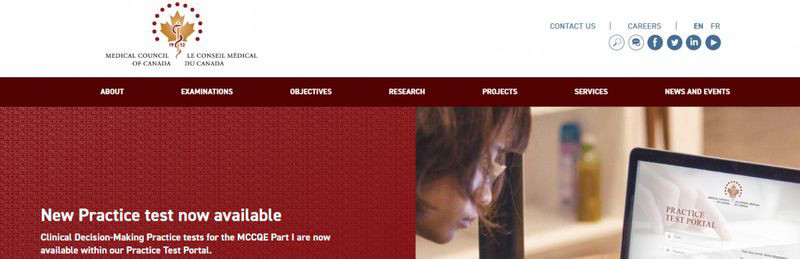 19 12
MEDICAL COUNCIL LE CONSEIL MÉDICAL
OF CANADA DU CANADA
CONTACT US | CAREERS | EN FR
ABOUT EXAMINATIONS OBJECTIVES RESEARCH PROJECTS SERVICES NEWS AND EVENTS
New Practice test now available
Clinical Decision-Making Practice tests for the MCCQE Part I are now
available within our Practice Test Portal.
PRACTICE
TEST PORTAL